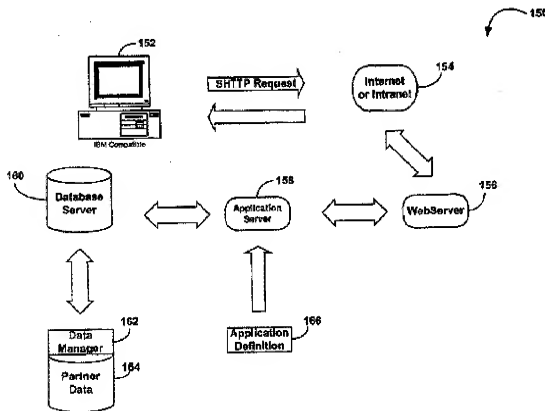 150
152
SHTTP Request
Internet
or Intranet
154
IBM Compatible
160
Database
Server
158
Application
Server
156
WebServer
162
Data
Manager
164
Partner
Data
Application
Definition
166